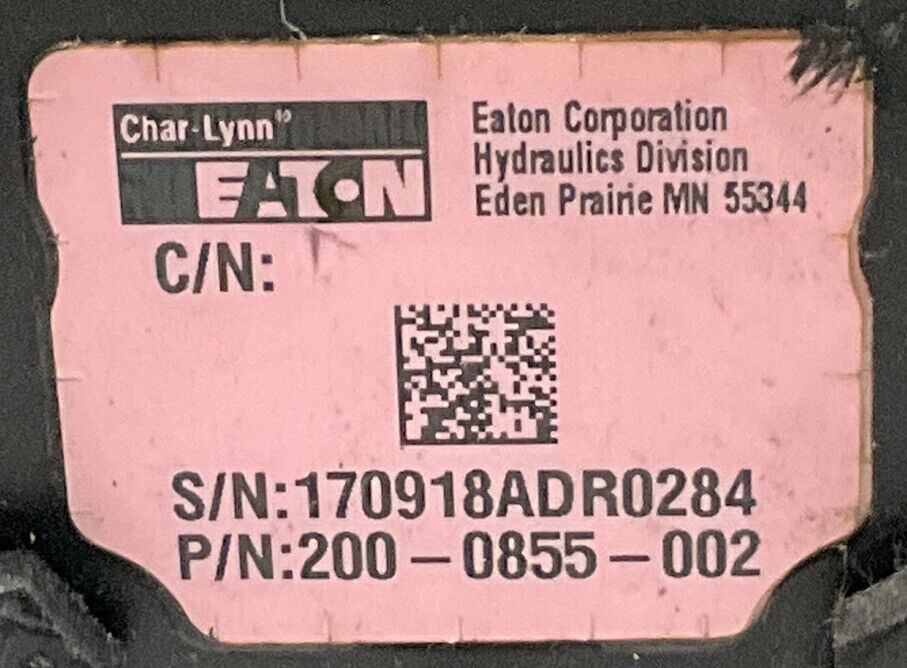 Char-Lynn®
EATON
Eaton Corporation
Hydraulics Division
Eden Prairie MN 55344
C/N:
S/N:170918ADR0284
P/N:200-0855-002